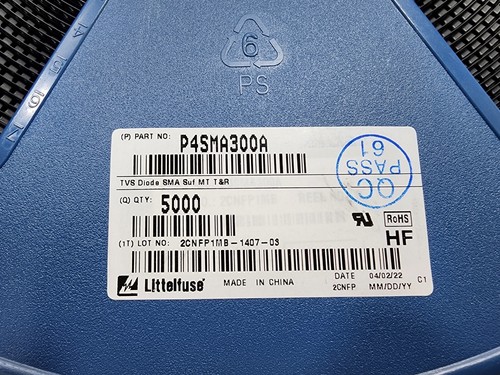 6
PS
(P) PART NO: P4SMA300A
TVS Diode SMA Suf MT T&R
QC
PASS
61
(Q) QTY: 5000
RoHS
HF
(1T) LOT NO: 2CNFP1MB-1407-03
Littelfuse®
MADE IN CHINA
DATE 04/02/22
2CNFP MM/DD/YY C1